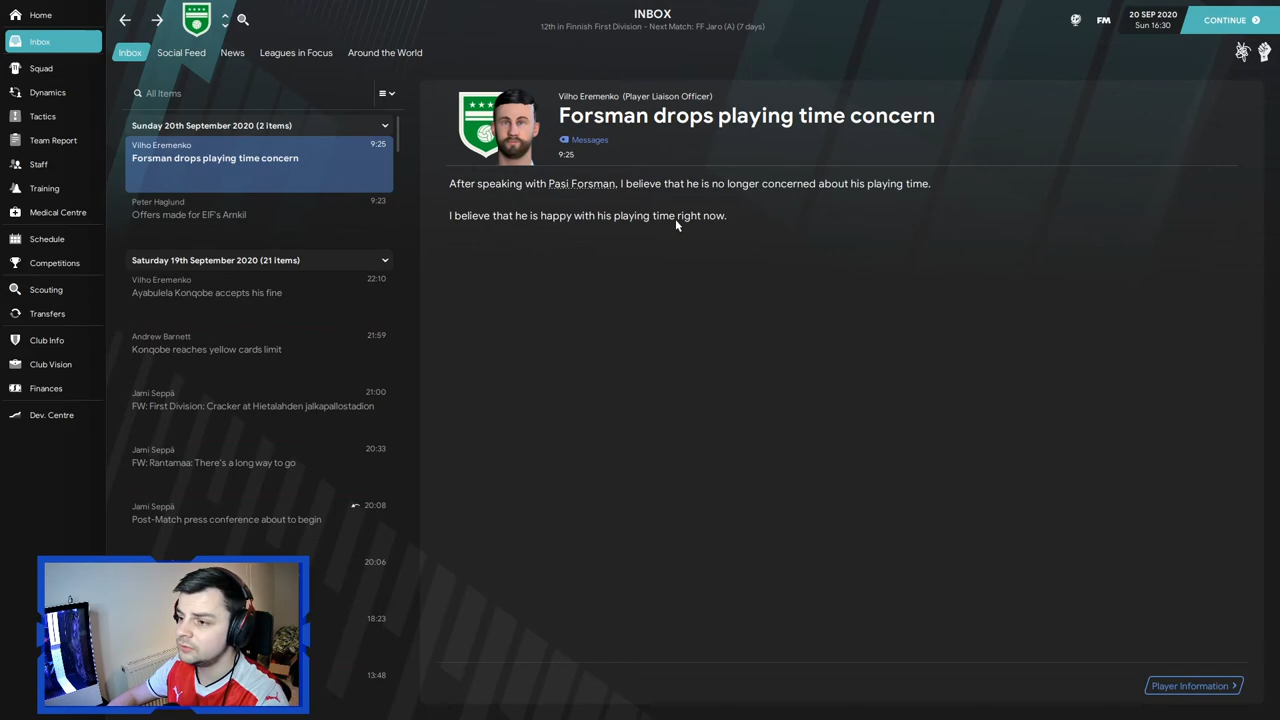 INBOX
12th in Finnish First Division - Next Match: FF Jaro (A) (7 days)
FM
20 SEP 2020
Sun 16:30
CONTINUE
Home
Inbox
Squad
Dynamics
Tactics
Team Report
Staff
Training
Medical Centre
Schedule
Competitions
Scouting
Transfers
Club Info
Club Vision
Finances
Dev. Centre
Inbox
Social Feed
News
Leagues in Focus
Around the World
All Items
Sunday 20th September 2020 (2 items)
Vilho Eremenko 9:25
Forsman drops playing time concern
Peter Haglund 9:23
Offers made for EIF's Arnkil
Saturday 19th September 2020 (21 items)
Vilho Eremenko 22:10
Ayabulela Konqobe accepts his fine
Andrew Barnett 21:59
Konqobe reaches yellow cards limit
Jami Seppä 21:00
FW: First Division: Cracker at Hietalahden jalkapallostadion
Jami Seppä 20:33
FW: Rantamaa: There's a long way to go
Jami Seppä 20:08
Post-Match press conference about to begin
20:06
18:23
13:48
Vilho Eremenko (Player Liaison Officer)
Forsman drops playing time concern
Messages
9:25
After speaking with Pasi Forsman, I believe that he is no longer concerned about his playing time.
I believe that he is happy with his playing time right now.
Player Information